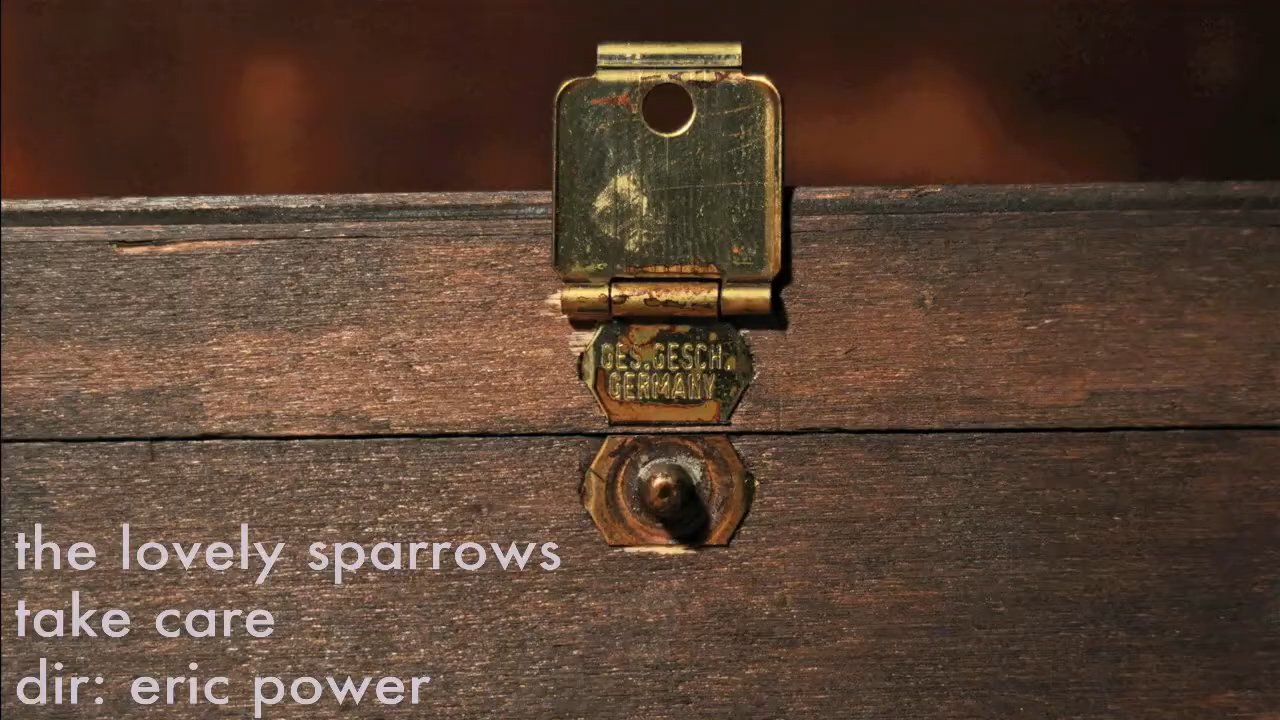 GES.GESCH.
GERMANY
the lovely sparrows
take care
dir: eric power